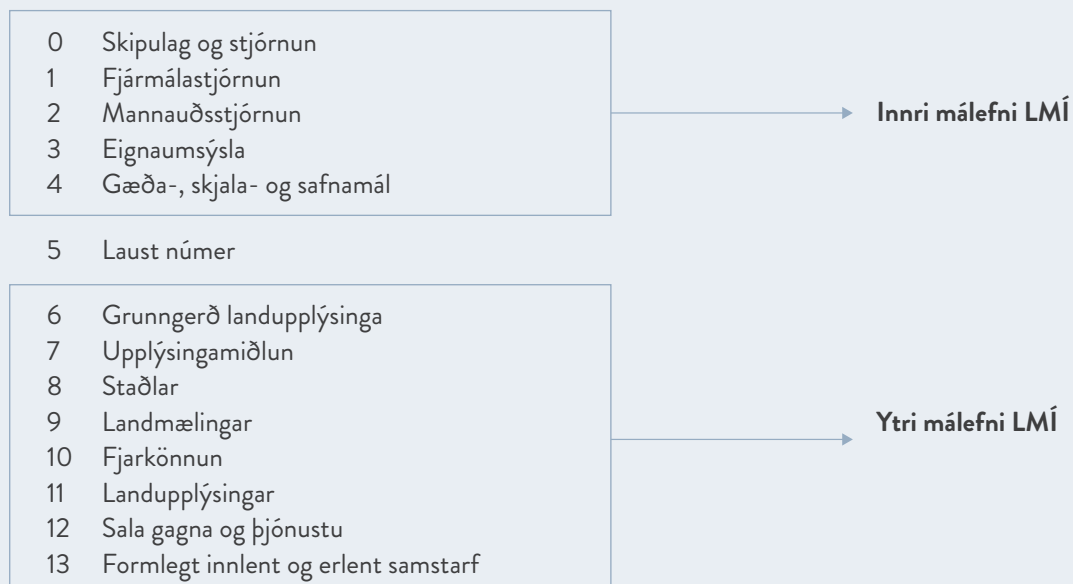 0 Skipulag og stjórnun
1 Fjármálastjórnun
2 Mannauðsstjórnun
3 Eignaumsýsla
4 Gæða-, skjala- og safnamál
Innri málefni LMÍ
5 Laust númer
6 Grunngerð landupplýsinga
7 Upplýsingamiðlun
8 Staðlar
9 Landmælingar
10 Fjarkönnun
11 Landupplýsingar
12 Sala gagna og þjónustu
13 Formlegt innlent og erlent samstarf
Ytri málefni LMÍ